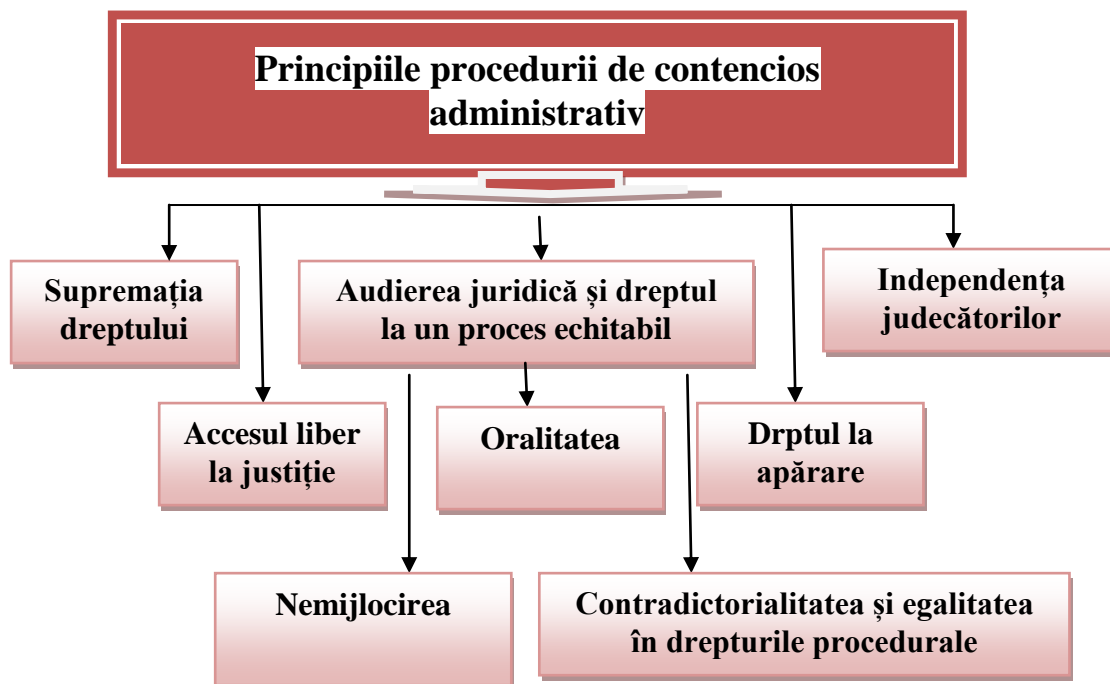 Principiile procedurii de contencios
administrativ
Supremația
dreptului
Audierea juridică și dreptul
la un proces echitabil
Independența
judecătorilor
Accesul liber
la justiție
Oralitatea
Drptul la
apărare
Nemijlocirea
Contradictorialitatea și egalitatea
în drepturile procedurale